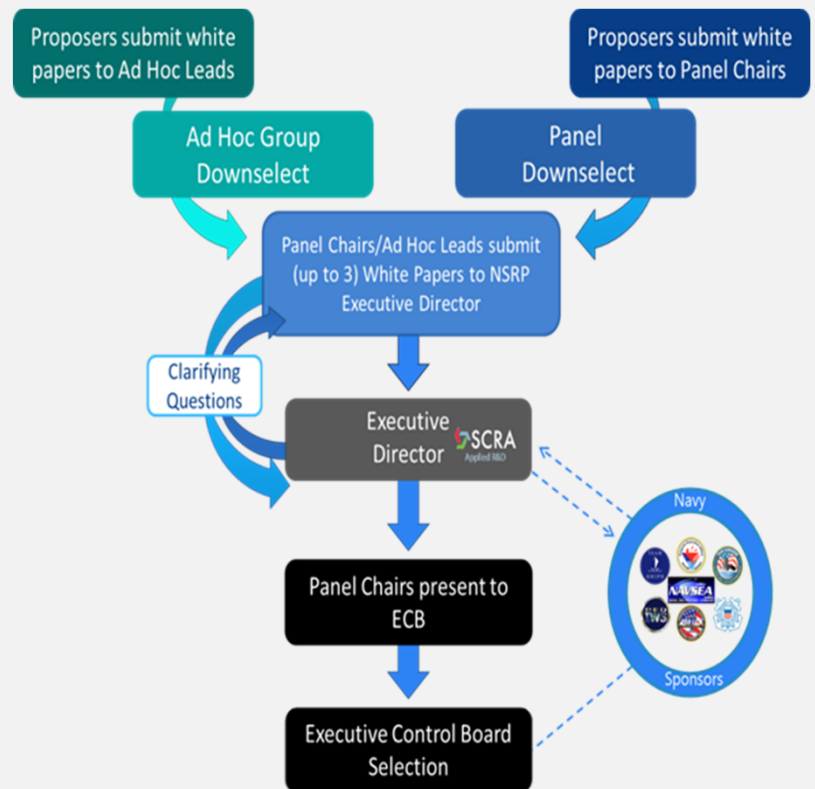 Proposers submit white
papers to Ad Hoc Leads
Proposers submit white
papers to Panel Chairs
Ad Hoc Group
Downselect
Panel
Downselect
Panel Chairs/Ad Hoc Leads submit
(up to 3) White Papers to NSRP
Executive Director
Clarifying
Questions
Executive
Director
SCRA
Applied R&D
Navy
TEAM
NAVSEA
Sponsors
Panel Chairs present to
ECB
Executive Control Board
Selection